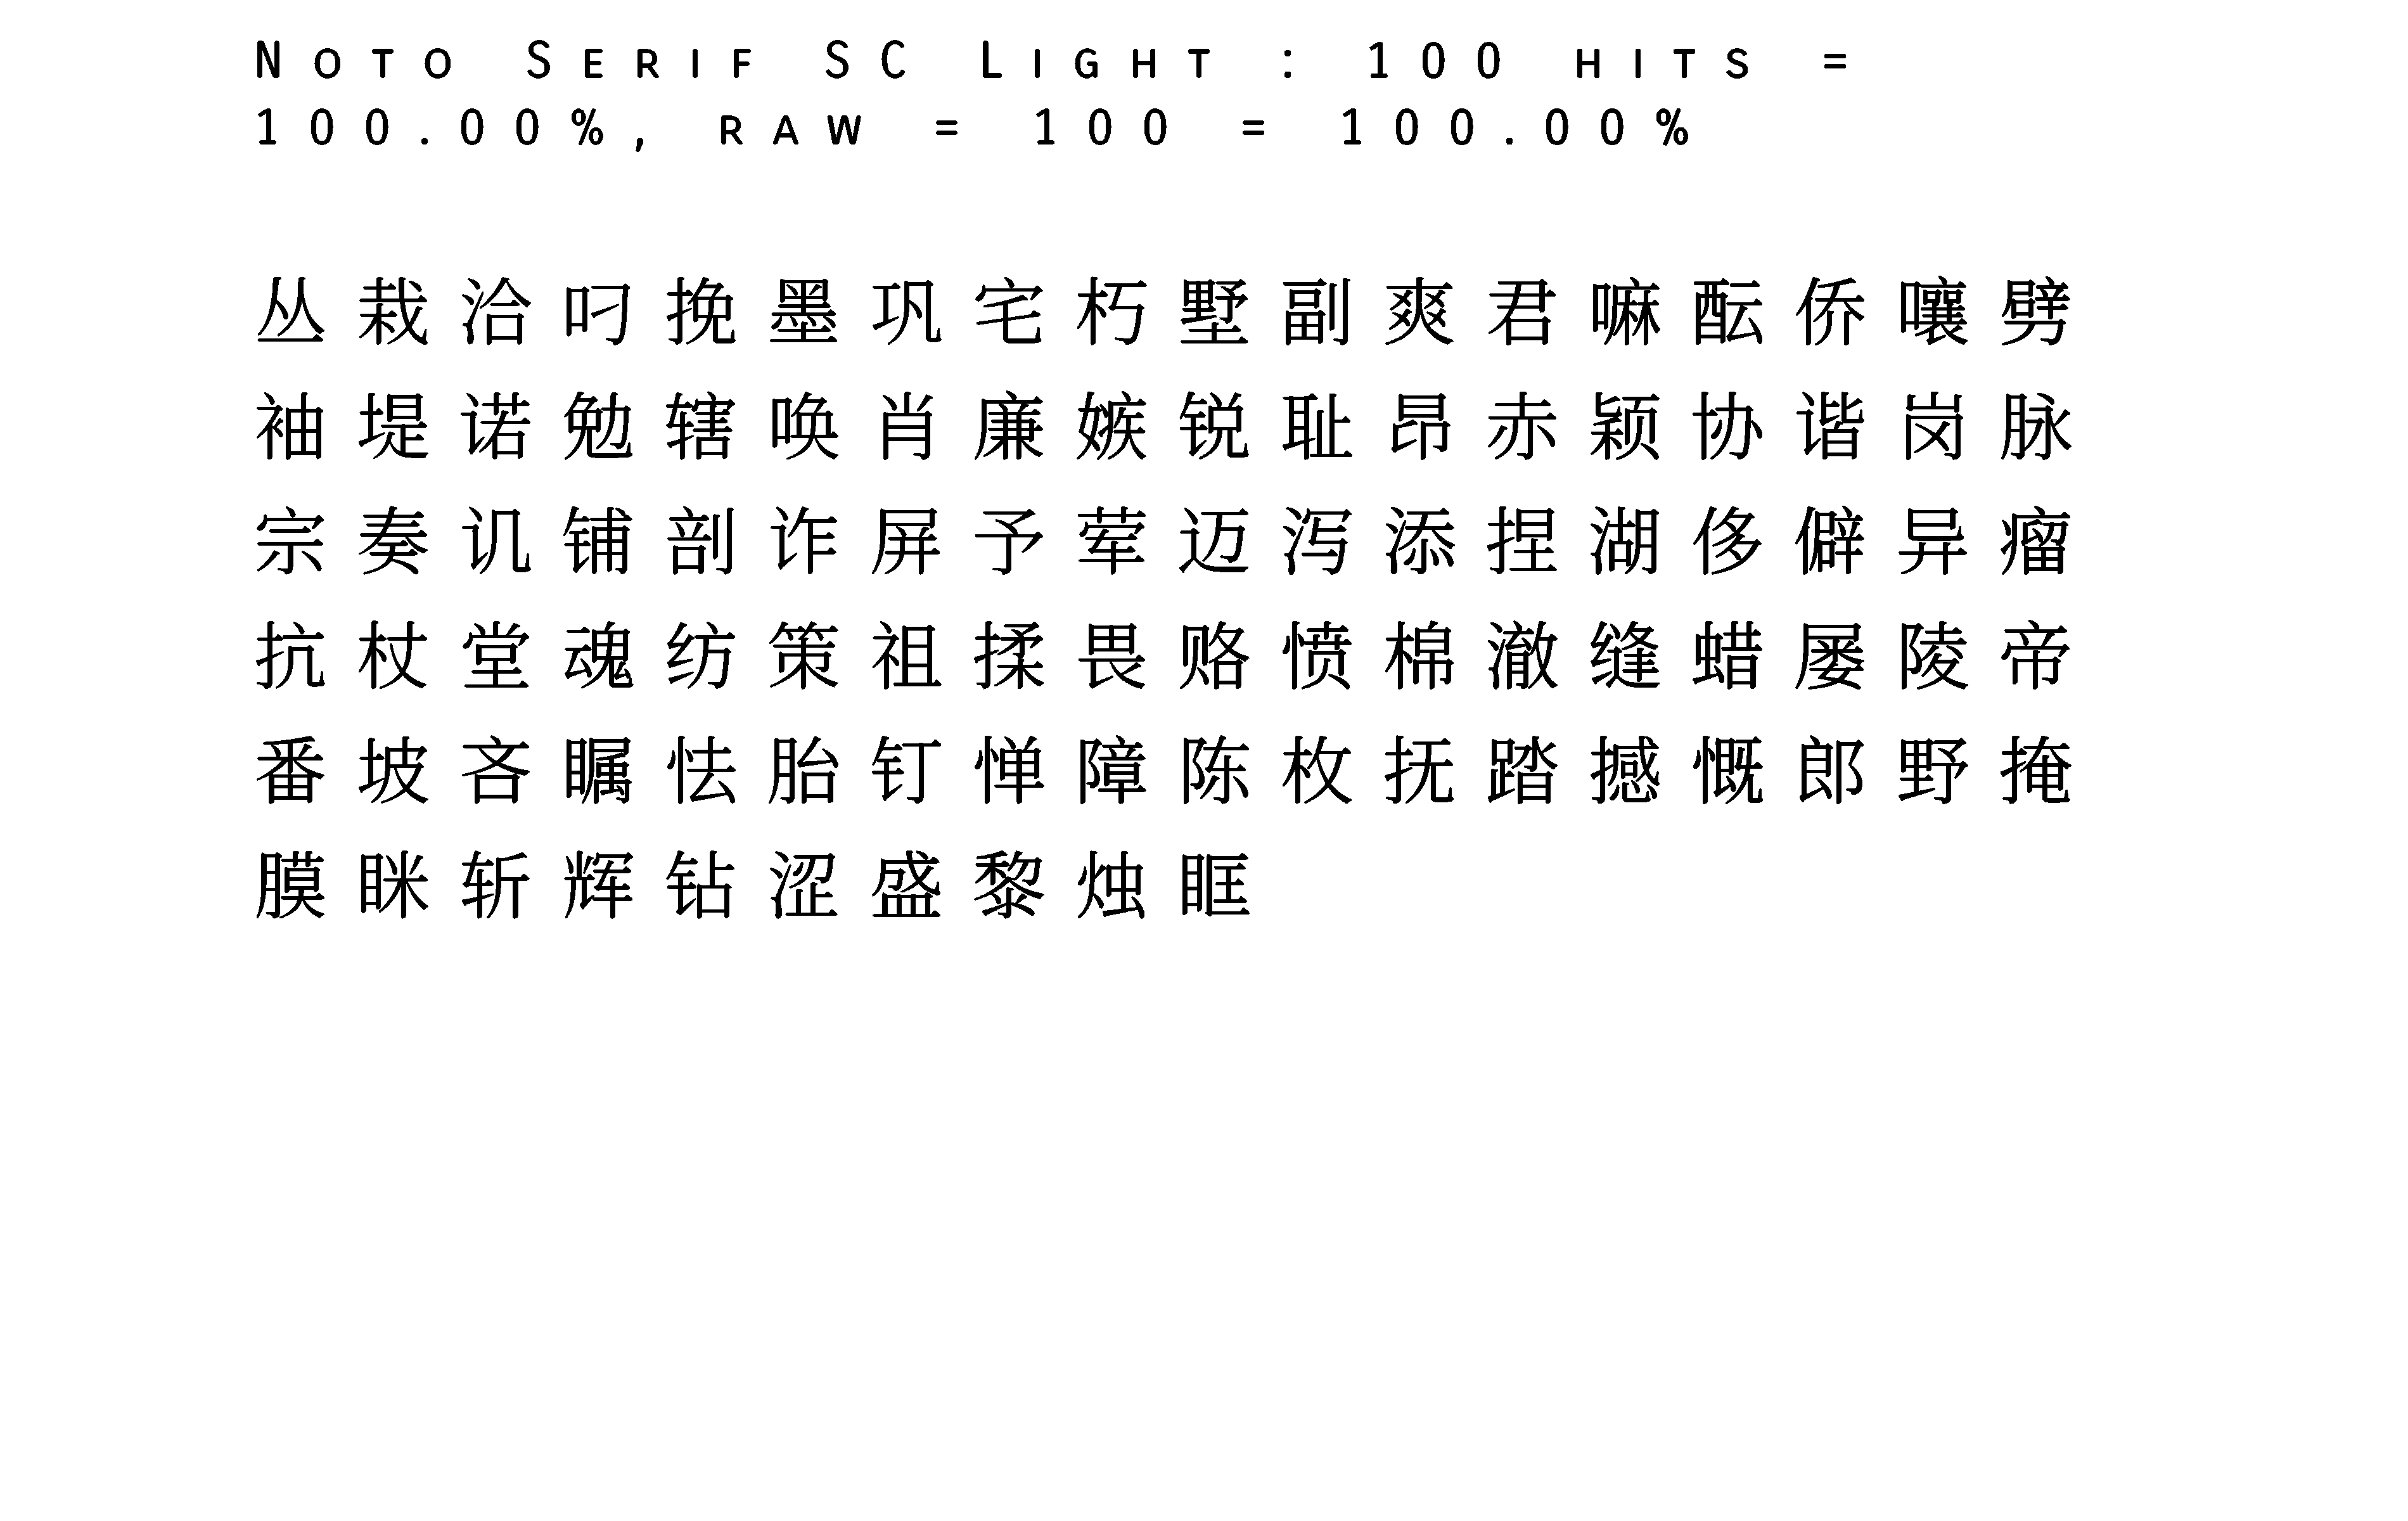 Noto Serif SC Light : 100 hits =
100.00%, raw = 100 = 100.00%
丛栽洽叼挽墨巩宅朽墅副爽君嘛酝侨嚷劈
袖堤诺勉辖唤肖廉嫉锐耻昂赤颖协谐岗脉
宗奏讥铺剖诈屏予荤迈泻添捏湖侈僻异瘤
抗杖堂魂纺策祖揉畏赂愤棉澈缝蜡屡陵帝
番坡吝瞩怯胎钉惮障陈枚抚踏撼慨郎野掩
膜眯斩辉钻涩盛黎烛眶